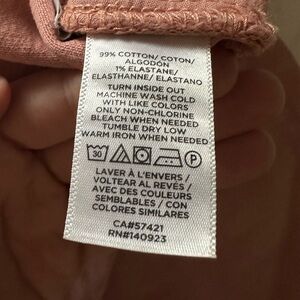 99% COTTON/ COTON/
ALGODON
1% ELASTANE/
ELASTHANNE/ ELASTANO
TURN INSIDE OUT
MACHINE WASH COLD
WITH LIKE COLORS
ONLY NON-CHLORINE
BLEACH WHEN NEEDED
TUMBLE DRY LOW
WARM IRON WHEN NEEDED
30 P
LAVER À L'ENVERS /
VOLTEAR AL REVÉS /
AVEC DES COULEURS
SEMBLABLES / CON
COLORES SIMILARES
CA#57421
RN#140923